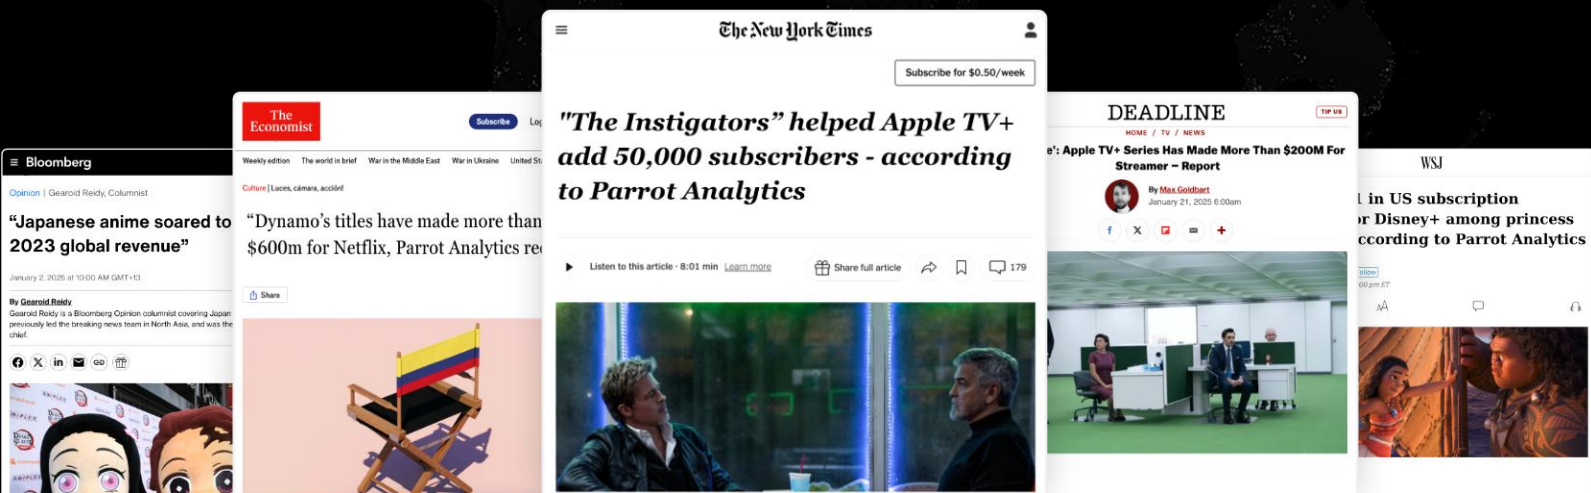 Bloomberg
Opinion | Gearoid Reidy, Columnist
“Japanese anime soared to
2023 global revenue”
January 2, 2025 at 10:00 AM GMT+13
By Gearoid Reidy
Gearoid Reidy is a Bloomberg Opinion columnist covering Japan
previously led the breaking news team in North Asia, and was the
chief.
The
Economist
Subscribe
Weekly edition The world in brief War in the Middle East War in Ukraine United
Culture | Luces, cámara, acción!
“Dynamo’s titles have made more than
$600m for Netflix, Parrot Analytics
Share
The New York Times
Subscribe for $0.50/week
"The Instigators” helped Apple TV+
add 50,000 subscribers - according
to Parrot Analytics
Listen to this article · 8:01 min Learn more
Share full article
179
DEADLINE
TIP US
HOME / TV / NEWS
Apple TV+ Series Has Made More Than $200M For
Streamer – Report
By Max Goldbart
January 21, 2025 6:00am
WSJ
in US subscription
Disney+ among princess
according to Parrot Analytics
ET
ANIPLEX